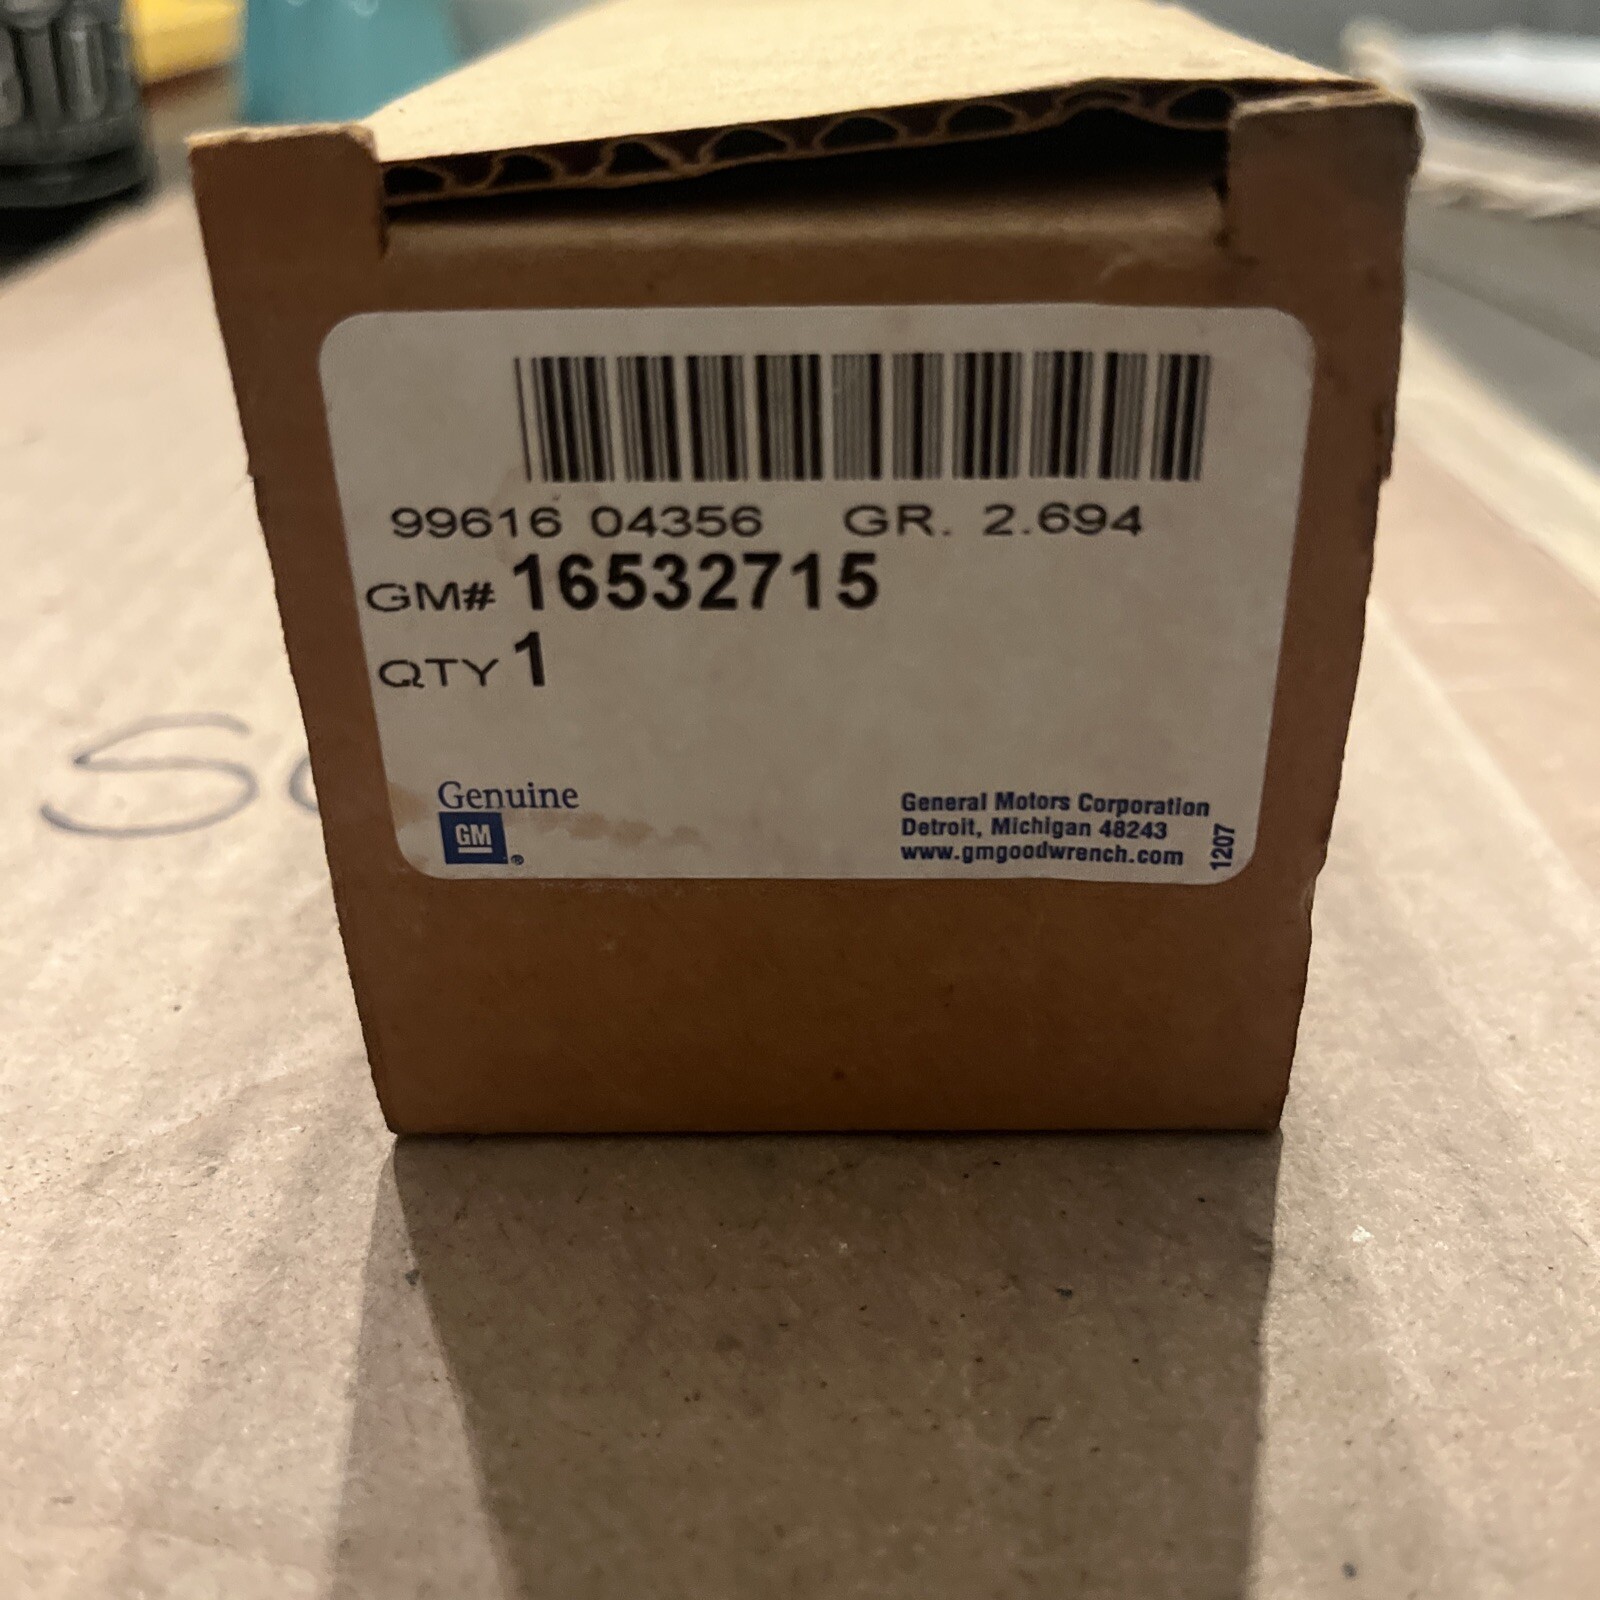 99616 04356 GR. 2.694
GM# 16532715
QTY 1
Genuine
GM
®
General Motors Corporation
Detroit, Michigan 48243
www.gmgoodwrench.com
1207